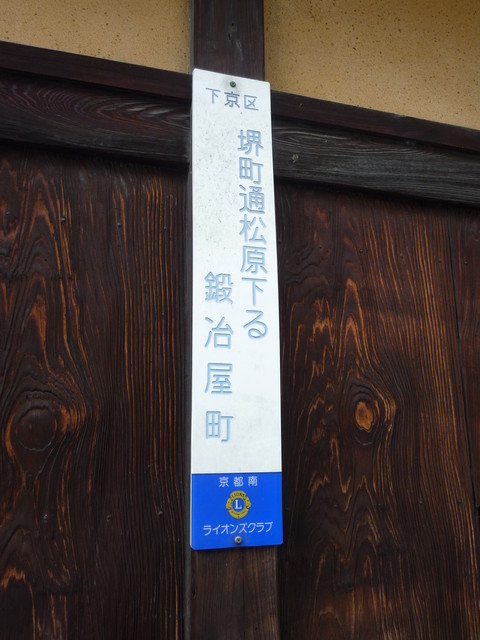 下京区
堺町通松原下る
鍛冶屋町
京都南
L
ライオンズクラブ